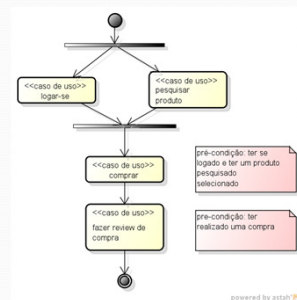 <<caso de uso>>
logar-se
<<caso de uso>>
pesquisar
produto
<<caso de uso>>
comprar
pré-condição: ter se
logado e ter um produto
pesquisado
selecionado
<<caso de uso>>
fazer review de
compra
pre-condição: ter
realizado uma compra
powered by astah*